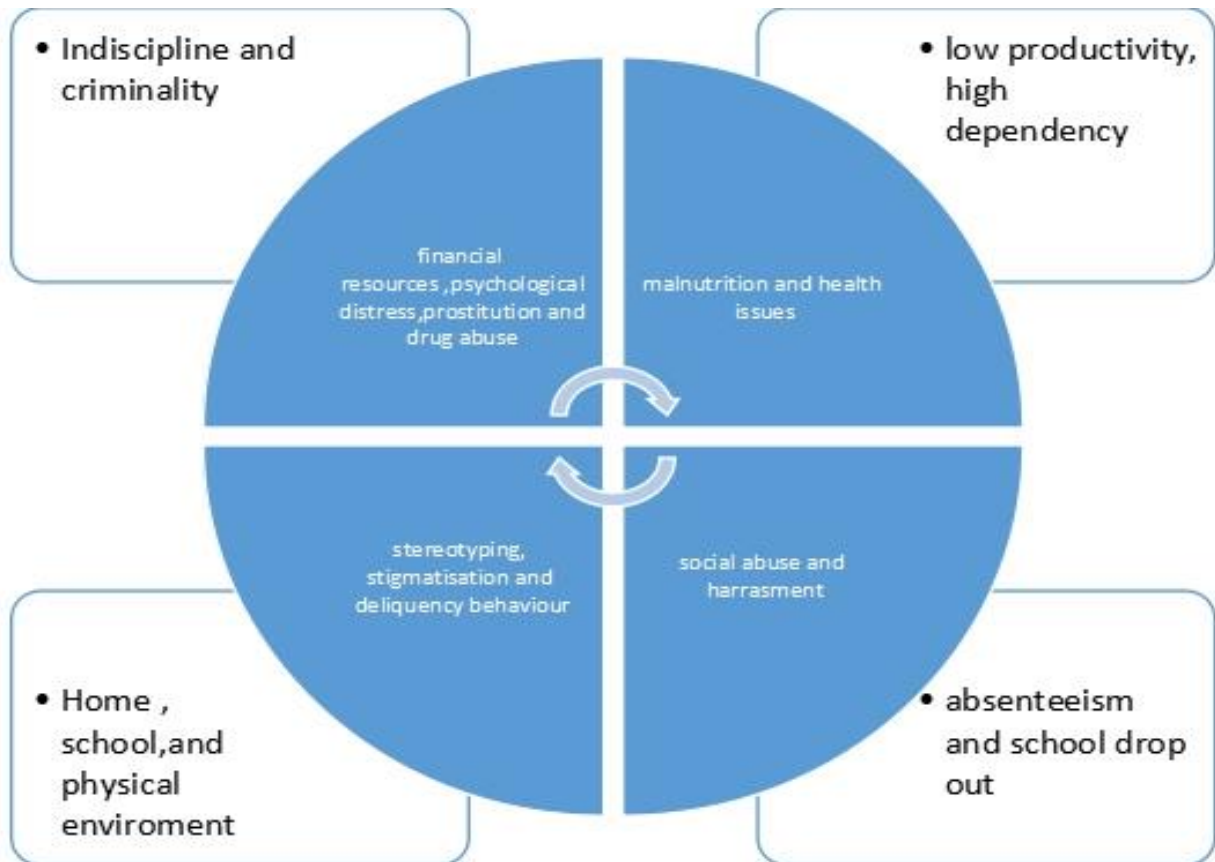 • Indiscipline and
criminality
• low productivity,
high
dependency
financial
resources ,psychological
distress,prostitution and
drug abuse
malnutrition and health
issues
stereotyping,
stigmatisation and
deliquency behaviour
social abuse and
harrasment
• Home ,
school,and
physical
enviroment
• absenteeism
and school drop
out